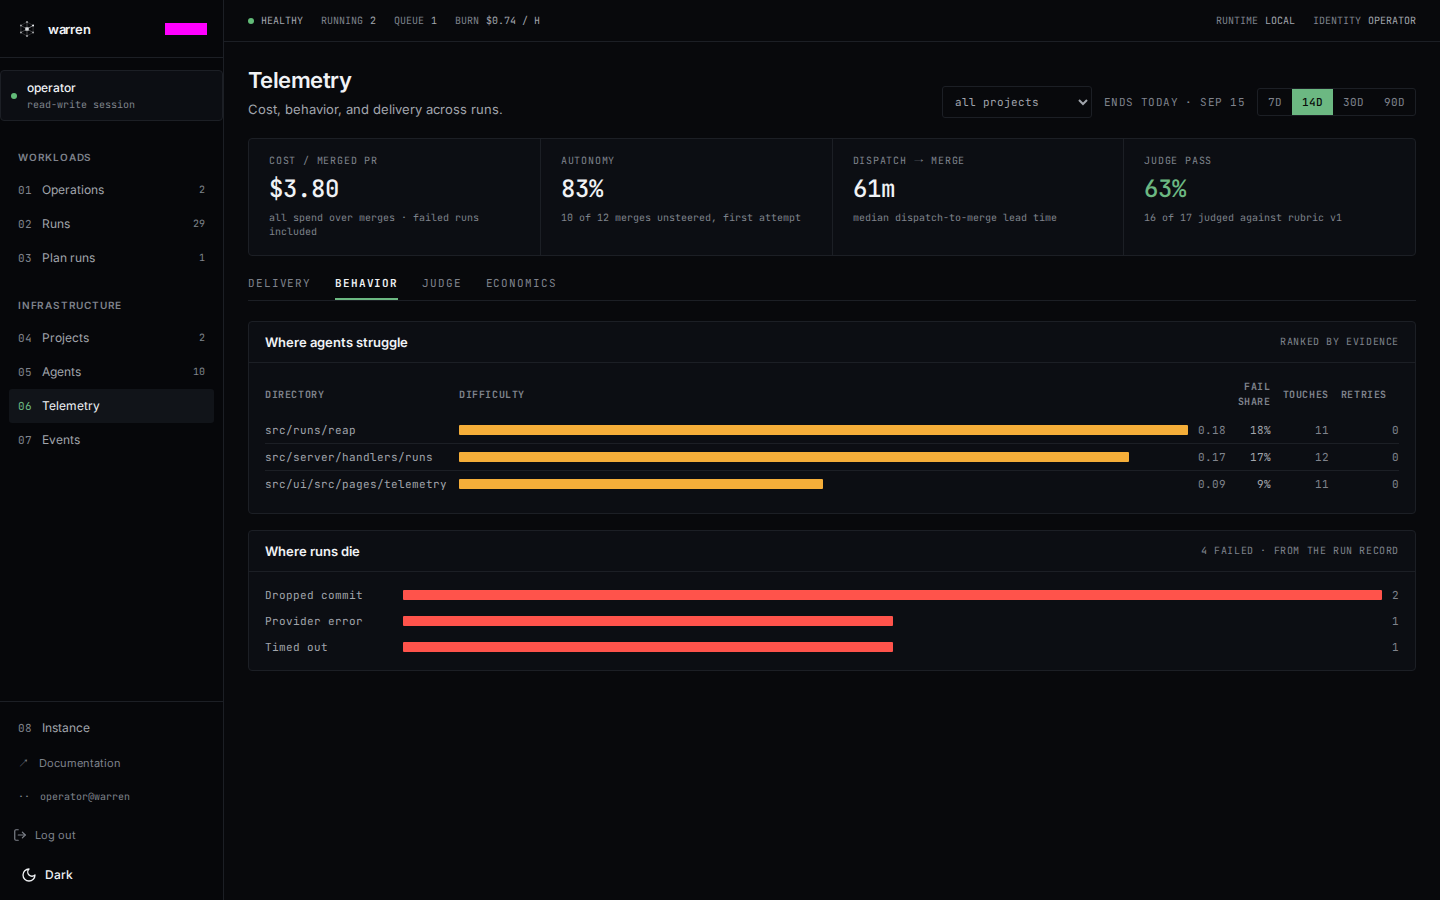 warren
operator
read-write session
WORKLOADS
01 Operations 2
02 Runs 29
03 Plan runs 1
INFRASTRUCTURE
04 Projects 2
05 Agents 10
06 Telemetry
07 Events
08 Instance
Documentation
-- operator@warren
Log out
Dark
HEALTHY RUNNING 2 QUEUE 1 BURN $0.74 / H
RUNTIME LOCAL IDENTITY OPERATOR
Telemetry
Cost, behavior, and delivery across runs.
all projects
ENDS TODAY · SEP 15
7D 14D 30D 90D
COST / MERGED PR
$3.80
all spend over merges · failed runs
included
AUTONOMY
83%
10 of 12 merges unsteered, first attempt
DISPATCH → MERGE
61m
median dispatch-to-merge lead time
JUDGE PASS
63%
16 of 17 judged against rubric v1
DELIVERY BEHAVIOR JUDGE ECONOMICS
Where agents struggle
RANKED BY EVIDENCE
DIRECTORY DIFFICULTY FAIL SHARE TOUCHES RETRIES
src/runs/reap 0.18 18% 11 0
src/server/handlers/runs 0.17 17% 12 0
src/ui/src/pages/telemetry 0.09 9% 11 0
Where runs die
4 FAILED · FROM THE RUN RECORD
Dropped commit 2
Provider error 1
Timed out 1